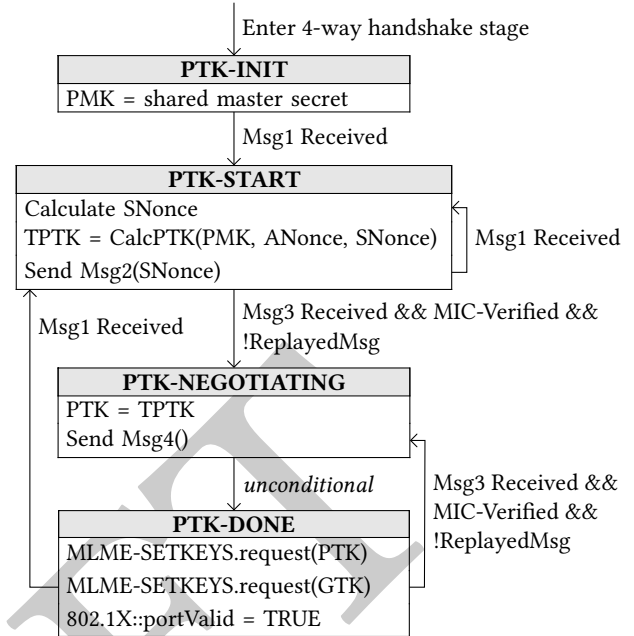 Enter 4-way handshake stage
PTK-INIT
PMK = shared master secret
Msg1 Received
PTK-START
Calculate SNonce
TPTK = CalcPTK(PMK, ANonce, SNonce)
Send Msg2(SNonce)
Msg1 Received
Msg1 Received
Msg3 Received && MIC-Verified &&
!ReplayedMsg
PTK-NEGOTIATING
PTK = TPTK
Send Msg4()
unconditional
Msg3 Received &&
MIC-Verified &&
!ReplayedMsg
PTK-DONE
MLME-SETKEYS.request(PTK)
MLME-SETKEYS.request(GTK)
802.1X::portValid = TRUE